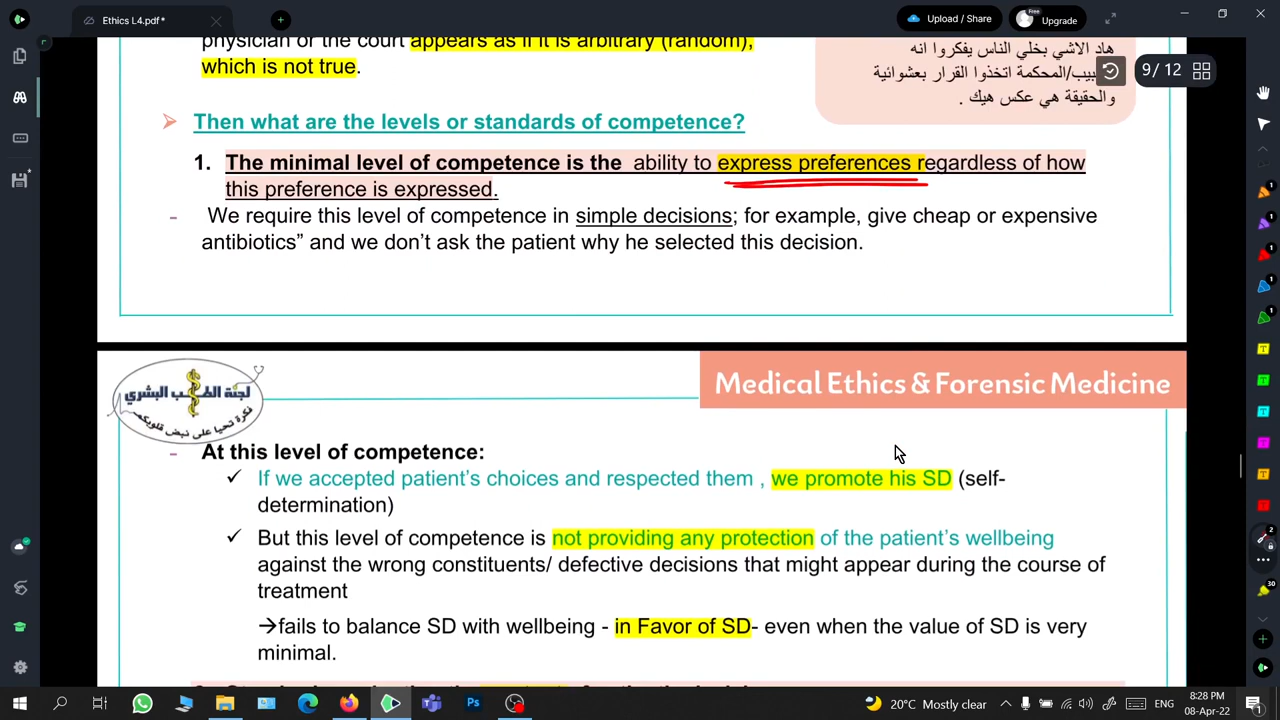 Ethics L4.pdf*
Upload / Share
Free
Upgrade
9 / 12
physician or the court appears as if it is arbitrary (random),
which is not true.
هاد الاشي بخلي الناس يفكروا انه
بيب/المحكمة اتخذوا القرار بعشوائية
والحقيقة هي عكس هيك .
Then what are the levels or standards of competence?
1. The minimal level of competence is the ability to express preferences regardless of how
this preference is expressed.
- We require this level of competence in simple decisions; for example, give cheap or expensive
antibiotics” and we don’t ask the patient why he selected this decision.
لجنة الطب البشري
فكرة تحيا على نبض قلوبكم
Medical Ethics & Forensic Medicine
- At this level of competence:
✓ If we accepted patient’s choices and respected them , we promote his SD (self-
determination)
✓ But this level of competence is not providing any protection of the patient’s wellbeing
against the wrong constituents/ defective decisions that might appear during the course of
treatment
→fails to balance SD with wellbeing - in Favor of SD- even when the value of SD is very
minimal.
20°C Mostly clear
ENG
8:28 PM
08-Apr-22